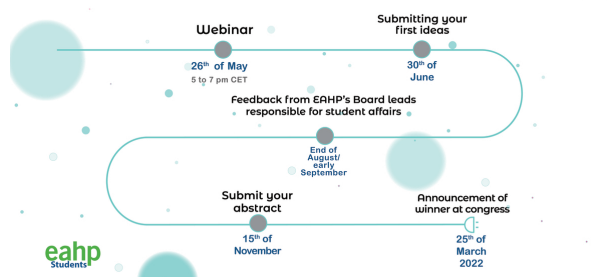 Webinar
26th of May
5 to 7 pm CET
Submitting your
first ideas
30th of
June
Feedback from EAHP's Board leads
responsible for student affairs
End of
August/
early
September
Submit your
abstract
15th of
November
Announcement of
winner at congress
25th of
March
2022
eahp
Students